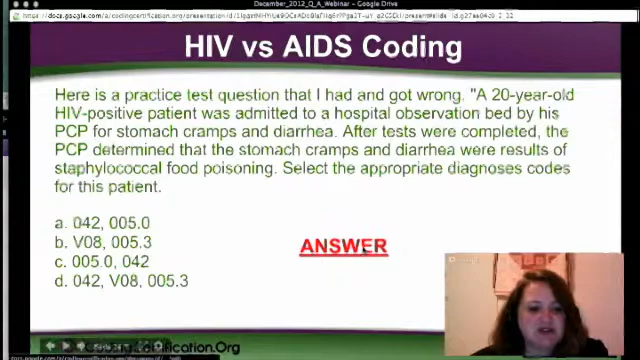 December_2012_Q_A_Webinar - Google Drive
HIV vs AIDS Coding
Here is a practice test question that I had and got wrong. "A 20-year-old
HIV-positive patient was admitted to a hospital observation bed by his
PCP for stomach cramps and diarrhea. After tests were completed, the
PCP determined that the stomach cramps and diarrhea were results of
staphylococcal food poisoning. Select the appropriate diagnoses codes
for this patient.
a. 042, 005.0
b. V08, 005.3
c. 005.0, 042
d. 042, V08, 005.3
ANSWER